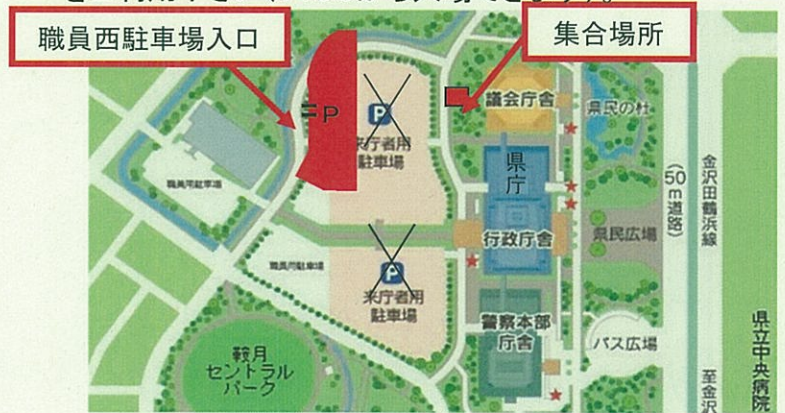 職員西駐車場入口
集合場所
P
P
来庁者用
駐車場
議会庁舎
県民の杜
職員用駐車場
県庁
(50m道路)
金沢田鶴浜線
行政庁舎
県民広場
職員用駐車場
P
来庁者用
駐車場
警察本部
庁舎
バス広場
鞍月
セントラル
パーク
県立中央病院
至金沢